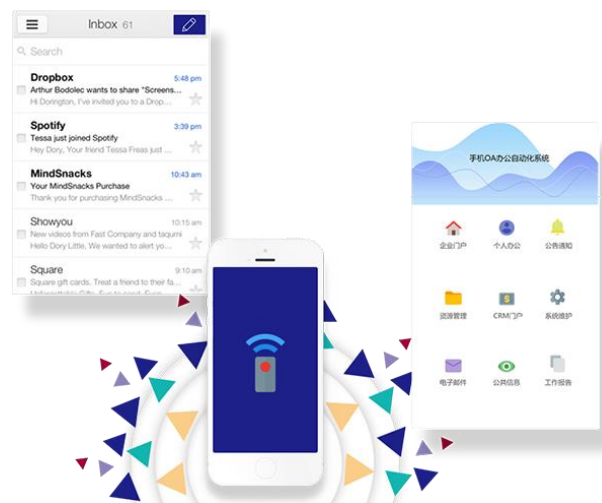 Inbox 61
Search
Dropbox 5:48 pm
Arthur Bodolec wants to share "Screens...
Hi Dorington, I've invited you to a Drop...
Spotify 3:39 pm
Tessa just joined Spotify
Hey Dory, Your friend Tessa Freas just ...
MindSnacks 10:43 am
Your MindSnacks Purchase
Thank you for purchasing MindSnacks ...
Showyou 10:15 am
New videos from Fast Company and taqumi
Hello Dory Little, We wanted to alert yo...
Square 9:10 am
Square gift cards. Treat a friend to their fa...
手机OA办公自动化系统
企业门户 个人办公 公告通知
资源管理 CRM门户 系统维护
电子邮件 公共信息 工作报告